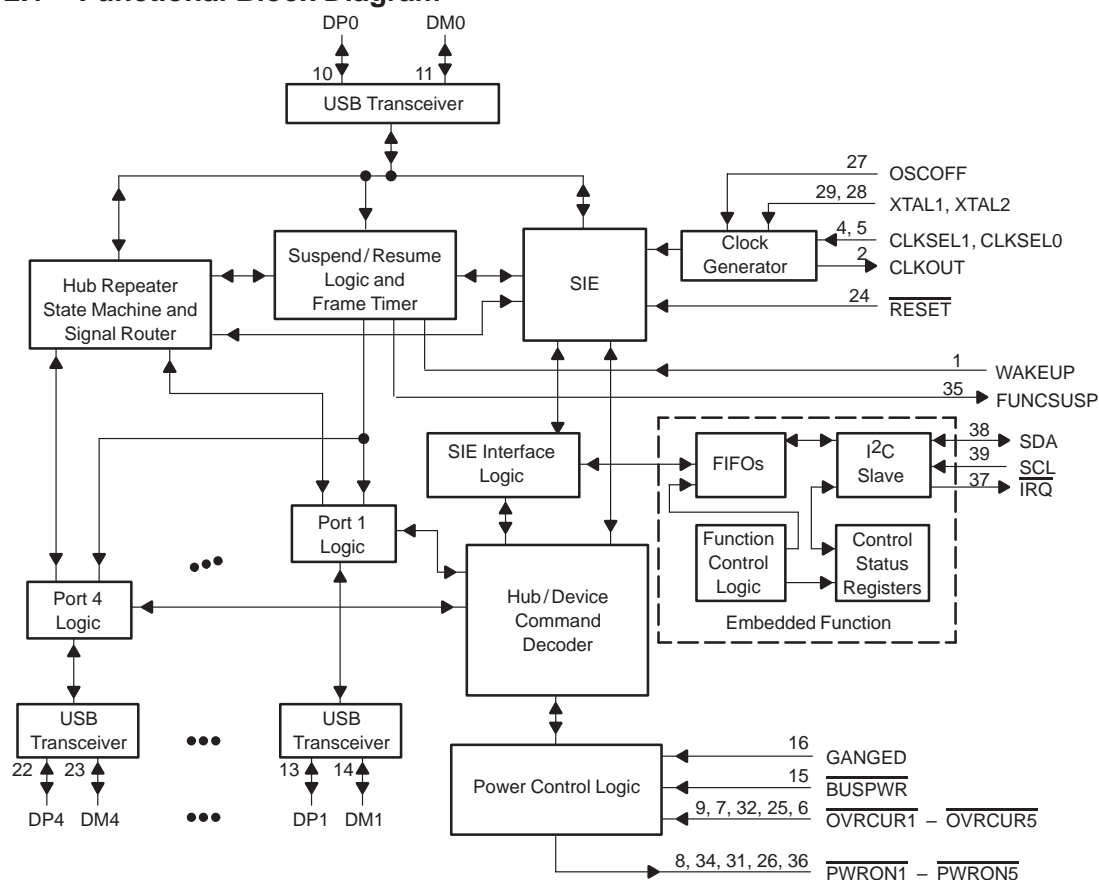 DP0 DM0
10 11
USB Transceiver
27 OSCOFF
29, 28 XTAL1, XTAL2
4, 5 CLKSEL1, CLKSEL0
2 CLKOUT
Clock
Generator
Suspend/Resume
Logic and
Frame Timer
SIE
Hub Repeater
State Machine and
Signal Router
24 RESET
1 WAKEUP
35 FUNCSUSP
SIE Interface
Logic
FIFOs
I2C
Slave
38 SDA
39 SCL
37 IRQ
Port 1
Logic
Function
Control
Logic
Control
Status
Registers
Embedded Function
Port 4
Logic
Hub/Device
Command
Decoder
USB
Transceiver
USB
Transceiver
22 23 13 14
DP4 DM4 DP1 DM1
Power Control Logic
16 GANGED
15 BUSPWR
9, 7, 32, 25, 6 OVRCUR1 – OVRCUR5
8, 34, 31, 26, 36 PWRON1 – PWRON5